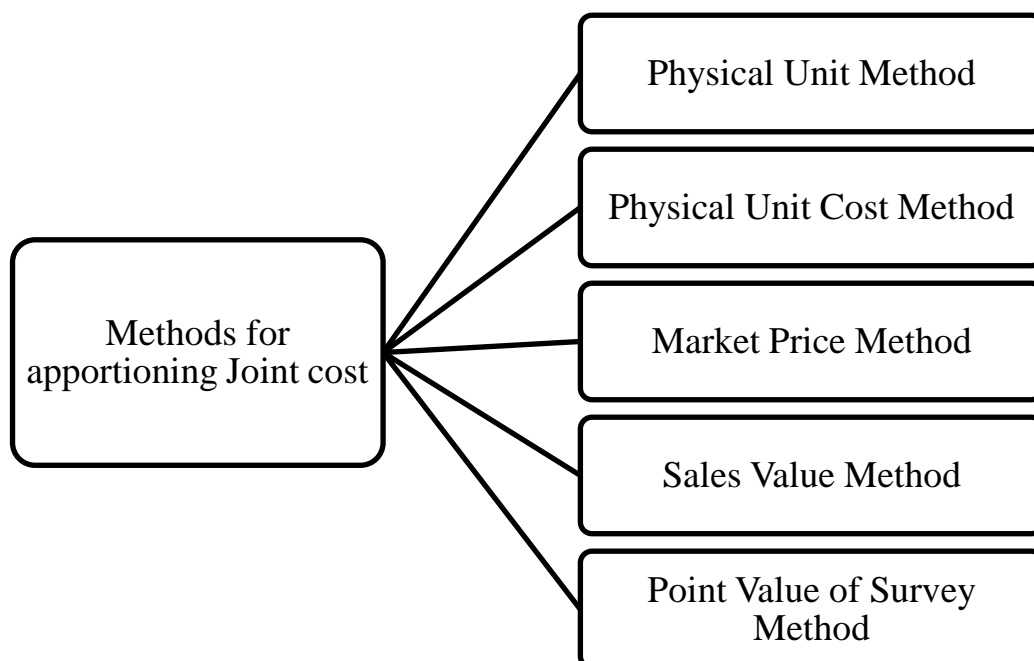 Methods for
apportioning Joint cost
Physical Unit Method
Physical Unit Cost Method
Market Price Method
Sales Value Method
Point Value of Survey
Method